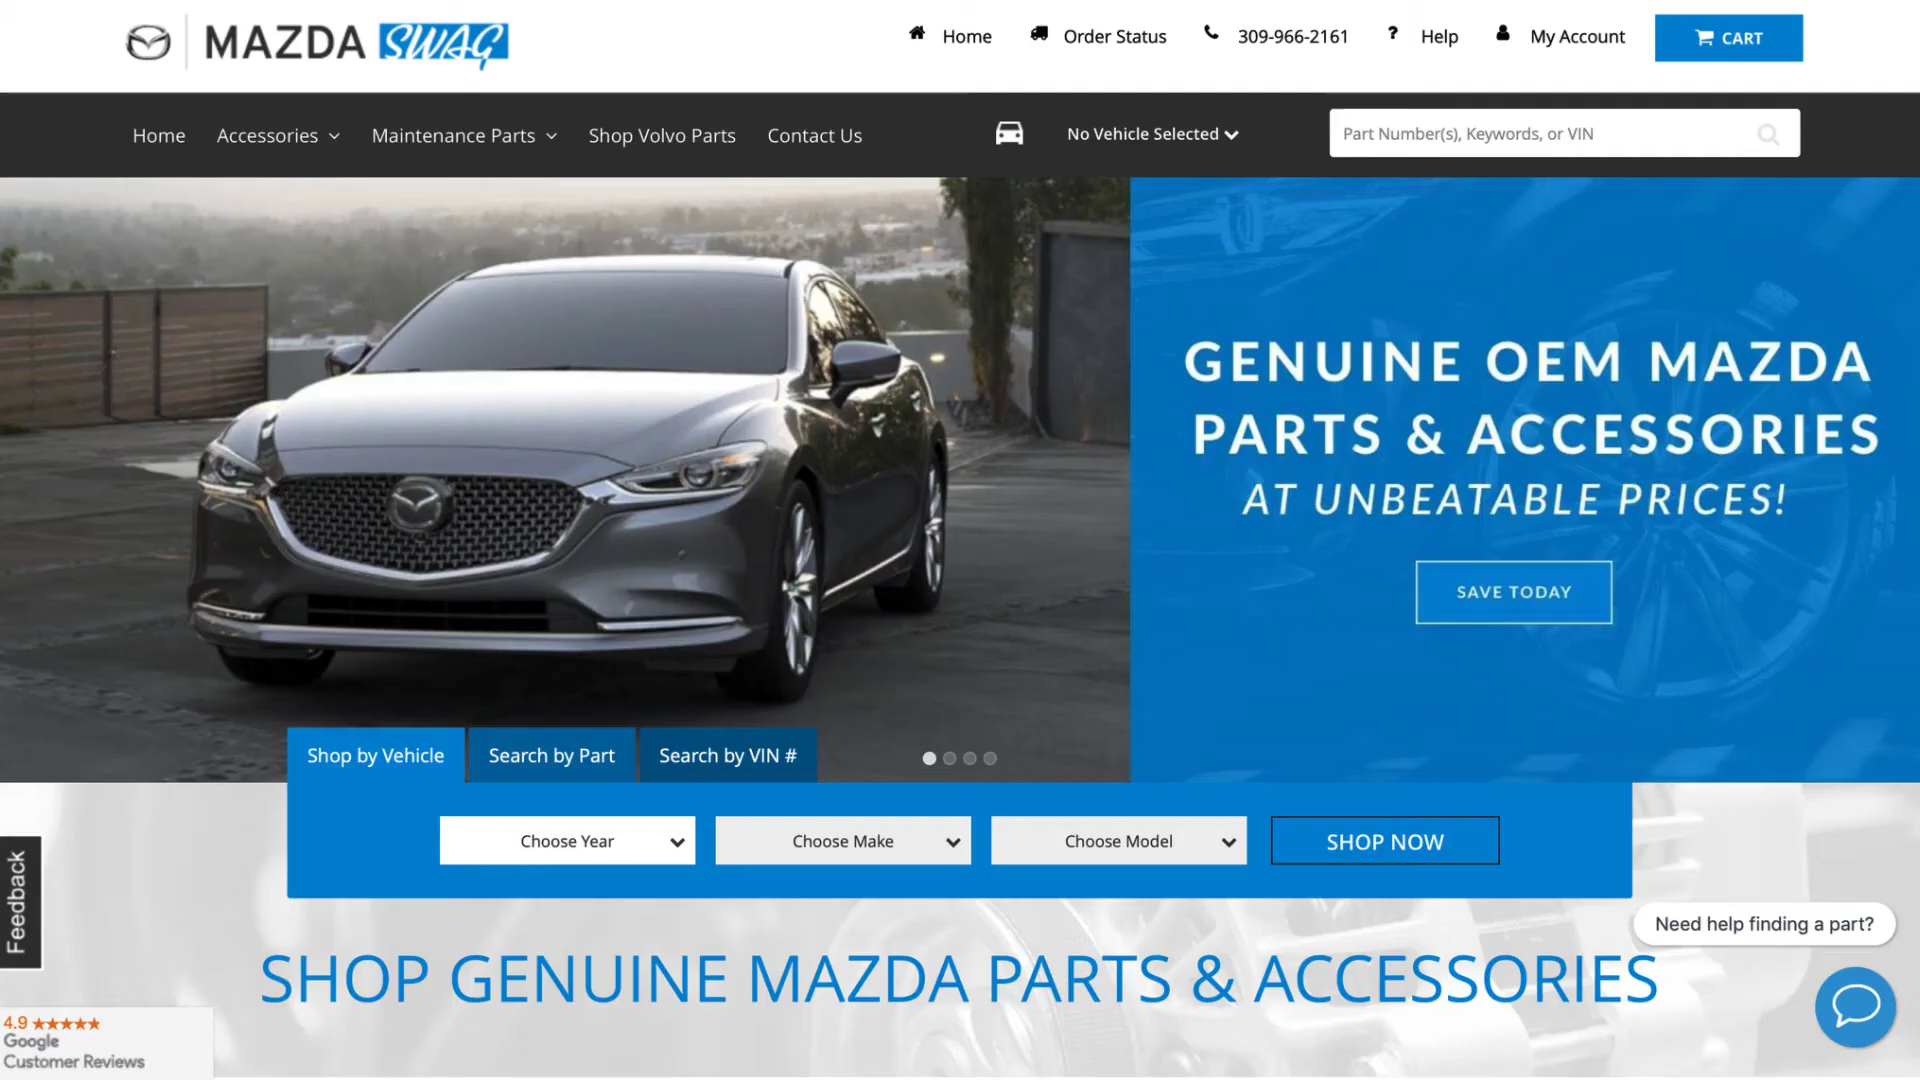 MAZDA SWAG
Home
Order Status
309-966-2161
? Help
My Account
CART
Home
Accessories
Maintenance Parts
Shop Volvo Parts
Contact Us
No Vehicle Selected
Part Number(s), Keywords, or VIN
GENUINE OEM MAZDA
PARTS & ACCESSORIES
AT UNBEATABLE PRICES!
SAVE TODAY
Shop by Vehicle
Search by Part
Search by VIN #
Choose Year
Choose Make
Choose Model
SHOP NOW
Feedback
Need help finding a part?
SHOP GENUINE MAZDA PARTS & ACCESSORIES
4.9 ★★★★★
Google
Customer Reviews